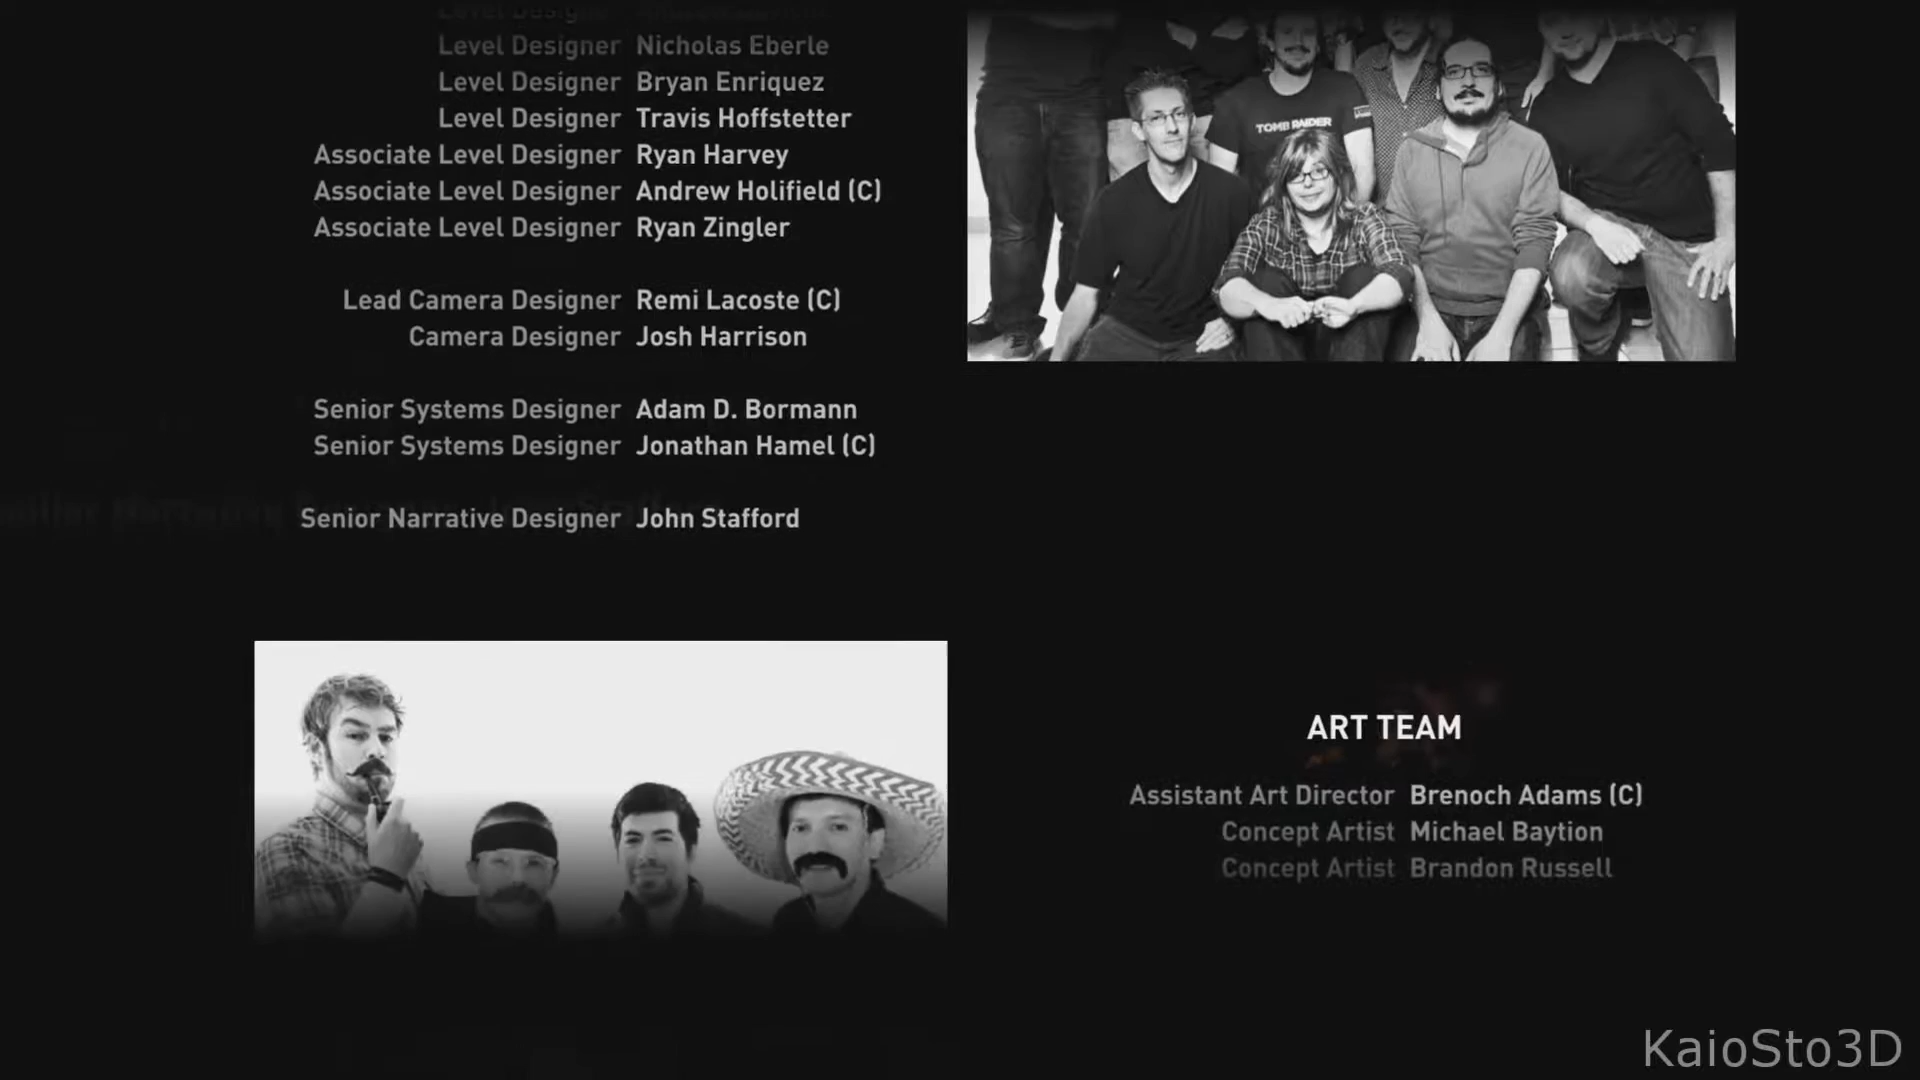 Level Designer Nicholas Eberle
Level Designer Bryan Enriquez
Level Designer Travis Hoffstetter
Associate Level Designer Ryan Harvey
Associate Level Designer Andrew Holifield (C)
Associate Level Designer Ryan Zingler
Lead Camera Designer Remi Lacoste (C)
Camera Designer Josh Harrison
Senior Systems Designer Adam D. Bormann
Senior Systems Designer Jonathan Hamel (C)
Senior Narrative Designer John Stafford
TOMB RAIDER
ART TEAM
Assistant Art Director Brenoch Adams (C)
Concept Artist Michael Baytion
Concept Artist Brandon Russell
KaioSto3D